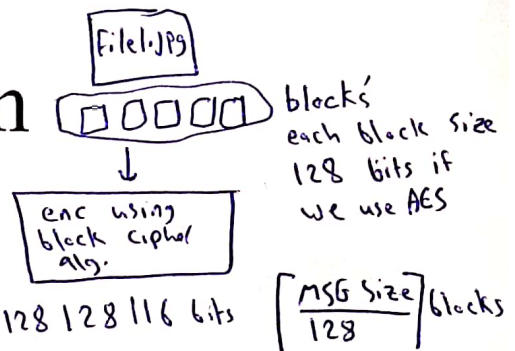 File1.jpg
n
blocks
each block size
128 bits if
we use AES
enc using
block cipher
alg.
128 128 116 bits
MSG Size
128
blocks